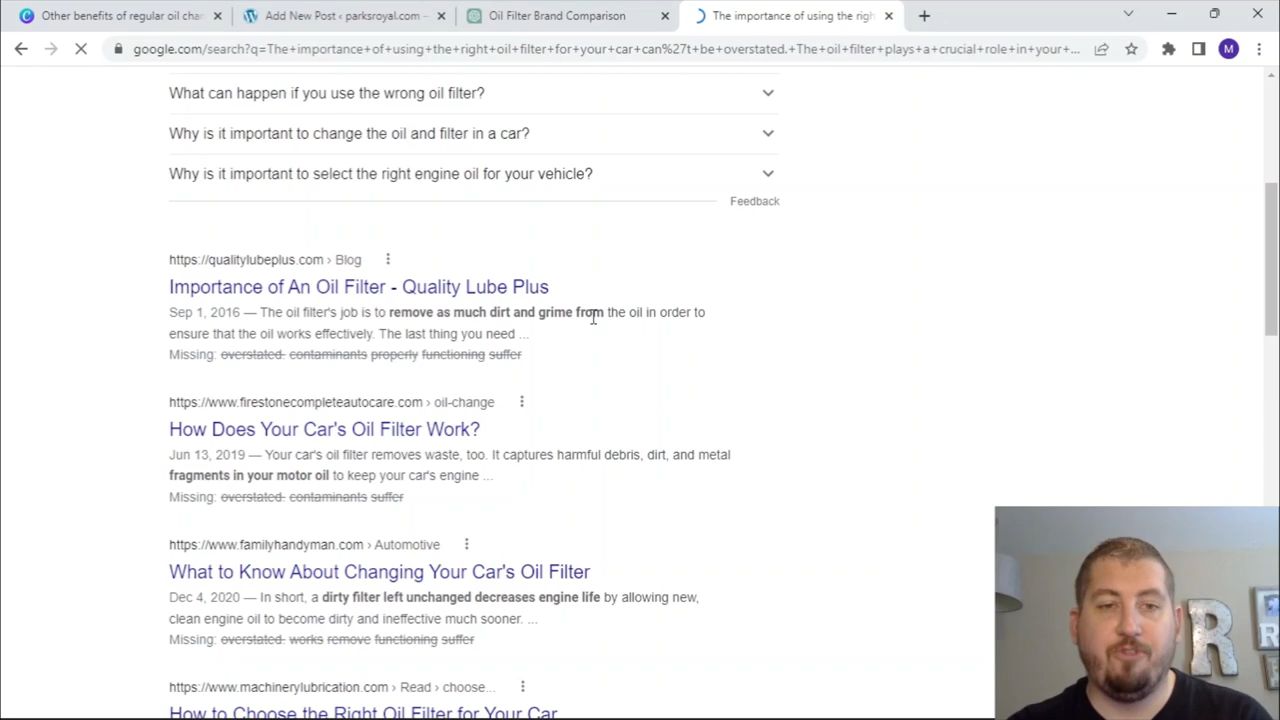 Other benefits of regular oil chan
Add New Post ‹ parksroyal.com —
Oil Filter Brand Comparison
The importance of using the righ
google.com/search?q=The+importance+of+using+the+right+oil+filter+for+your+car+can%27t+be+overstated.+The+oil+filter+plays+a+crucial+role+in+your+...
M
What can happen if you use the wrong oil filter?
Why is it important to change the oil and filter in a car?
Why is it important to select the right engine oil for your vehicle?
Feedback
https://qualitylubeplus.com › Blog
Importance of An Oil Filter - Quality Lube Plus
Sep 1, 2016 — The oil filter's job is to remove as much dirt and grime from the oil in order to
ensure that the oil works effectively. The last thing you need ...
Missing: overstated. contaminants properly functioning suffer
https://www.firestonecompleteautocare.com › oil-change
How Does Your Car's Oil Filter Work?
Jun 13, 2019 — Your car's oil filter removes waste, too. It captures harmful debris, dirt, and metal
fragments in your motor oil to keep your car's engine ...
Missing: overstated. contaminants suffer
https://www.familyhandyman.com › Automotive
What to Know About Changing Your Car's Oil Filter
Dec 4, 2020 — In short, a dirty filter left unchanged decreases engine life by allowing new,
clean engine oil to become dirty and ineffective much sooner. ...
Missing: overstated. works remove functioning suffer
https://www.machinerylubrication.com › Read › choose...
How to Choose the Right Oil Filter for Your Car
R
R